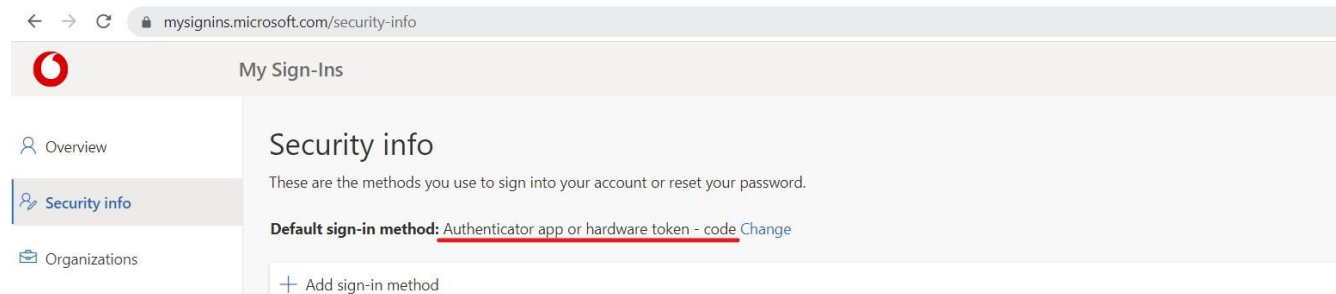 mysignins.microsoft.com/security-info
My Sign-Ins
Overview
Security info
Organizations
Security info
These are the methods you use to sign into your account or reset your password.
Default sign-in method: Authenticator app or hardware token - code Change
Add sign-in method